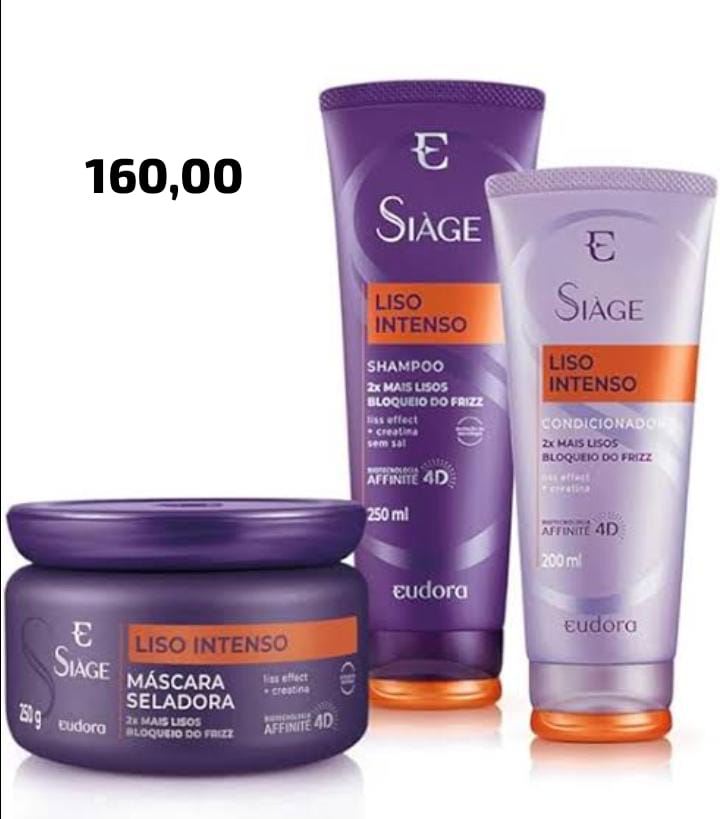 160,00
E
SIÀGE
LISO
INTENSO
SHAMPOO
2x MAIS LISOS
BLOQUEIO DO FRIZZ
liss effect
+ creatina
sem sal
BIOTECNOLOGIA
AFFINITÉ 4D
250 ml
eudora
E
SIÀGE
LISO
INTENSO
CONDICIONADOR
2x MAIS LISOS
BLOQUEIO DO FRIZZ
liss effect
+ creatina
BIOTECNOLOGIA
AFFINITÉ 4D
200 ml
eudora
E
SIÀGE
250 g
eudora
LISO INTENSO
MÁSCARA
SELADORA
2x MAIS LISOS
BLOQUEIO DO FRIZZ
liss effect
+ creatina
BIOTECNOLOGIA
AFFINITÉ 4D